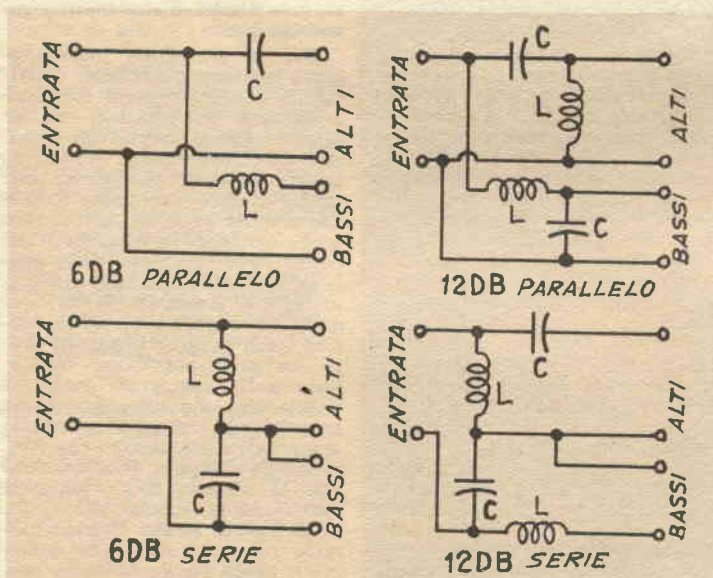 ENTRATA
C
L
ALTI
BASSI
6DB PARALLELO
ENTRATA
C
L
L
C
ALTI
BASSI
12DB PARALLELO
ENTRATA
L
C
ALTI
BASSI
6DB SERIE
ENTRATA
C
L
C
L
ALTI
BASSI
12DB SERIE